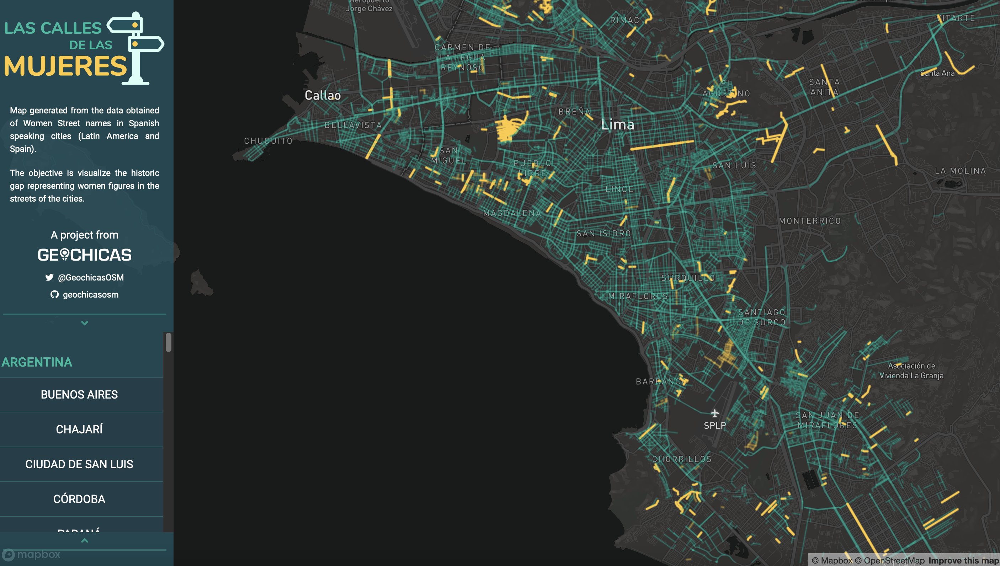 LAS CALLES
DE LAS
MUJERES
Map generated from the data obtained
of Women Street names in Spanish
speaking cities (Latin America and
Spain).
The objective is visualize the historic
gap representing women figures in the
streets of the cities.
A project from
GEOCHICAS
@GeochicasOSM
geochicasosm
ARGENTINA
BUENOS AIRES
CHAJARÍ
CIUDAD DE SAN LUIS
CÓRDOBA
PARANÁ
mapbox
Aeropuerto
Jorge Chávez
RÍMAC
VITARTE
CARMEN DE
LA LEGUA
REYNOSO
Santa Ana
SANTA
ANITA
EL
AGUSTINO
Callao
BREÑA
Lima
BELLAVISTA
CHUCUITO
SAN
MIGUEL
PUEBLO
LIBRE
SAN LUIS
LA MOLINA
LINCE
MAGDALENA
MONTERRICO
SAN ISIDRO
SURQUILLO
MIRAFLORES
SANTIAGO
DE SURCO
Asociación de
Vivienda La Granja
BARRANCO
SAN JUAN DE
MIRAFLORES
SPLP
CHORRILLOS
© Mapbox © OpenStreetMap Improve this map